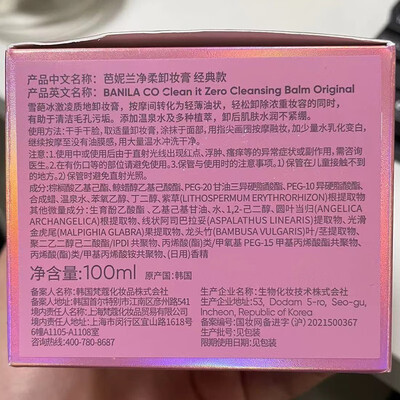 产品中文名称：芭妮兰净柔卸妆膏 经典款
产品英文名称：BANILA CO Clean it Zero Cleansing Balm Original
雪葩冰激凌质地卸妆膏，按摩间转化为轻薄油状，轻松卸除浓重妆容的同时，
有助于清洁毛孔污垢。添加温泉水及多种植萃，卸后肌肤水润不紧绷。
使用方法：干手干脸，取适量卸妆膏，涂抹于面部，用指尖画圈按摩融妆，加少量水乳化变白，
继续按摩至没有油膜感，用大量温水冲洗干净。
注意：1.使用中或使用后由于直射光线出现红点、浮肿、瘙痒等的异常症状或副作用，需咨询
医生。2.在有伤口等的部位请避免使用。3.保管与使用时的注意事项。1）保管在儿童接触不到
的地方。2）保管时避免直射光照。
成分：棕榈酸乙基己酯、鲸蜡醇乙基己酸酯、PEG-20 甘油三异硬脂酸酯、PEG-10 异硬脂酸酯、
合成蜡、温泉水、苯氧乙醇、丁二醇、紫草(LITHOSPERMUM ERYTHRORHIZON)根提取物
其他微量成分：生育酚乙酸酯、乙基己基甘油、水、1,2-己二醇、圆叶当归(ANGELICA
ARCHANGELICA)根提取物、线状阿司巴拉妥(ASPALATHUS LINEARIS)提取物、光滑
金虎尾(MALPIGHIA GLABRA)果提取物、龙头竹(BAMBUSA VULGARIS)叶/茎提取物、
聚二乙二醇己二酸酯/IPDI 共聚物、丙烯酸(酯)类/甲氧基 PEG-15 甲基丙烯酸酯共聚物、
丙烯酸(酯)类/甲基丙烯酸铵共聚物、(日用)香精
净含量：100ml 原产国：韩国
备案人名称：韩国梵蔻化妆品株式会社
备案人地址：韩国首尔特别市江南区彦州路541
境内责任人名称：上海梵蔻化妆品贸易有限公司
境内责任人地址：上海市闵行区宜山路1618号
6幢A1105-A1108室
咨询热线：400-780-8687
生产企业名称：生物化妆技术株式会社
生产企业地址：53, Dodam 5-ro, Seo-gu,
Incheon, Republic of Korea
备案编号：国妆网备进字（沪）2021500367
生产批号：见包装
限期使用日期：见包装